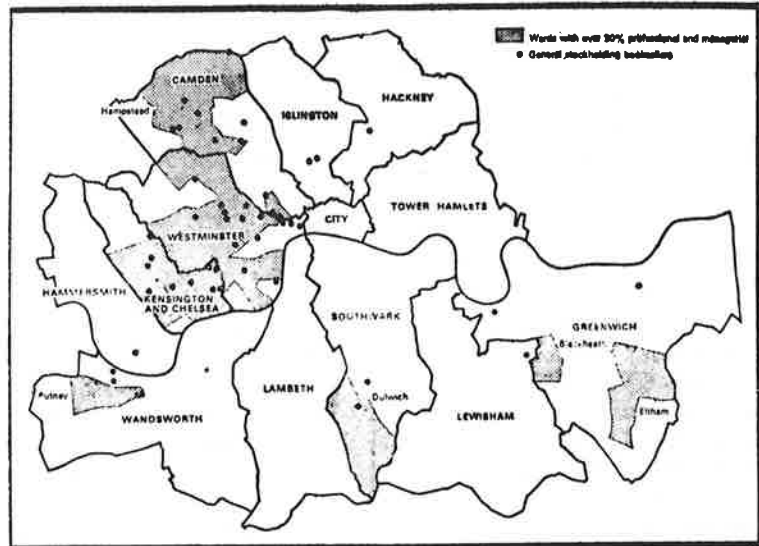 Wards with over 30% professional and managerial
General stockholding booksellers
CAMDEN
Hampstead
ISLINGTON
HACKNEY
TOWER HAMLETS
CITY
WESTMINSTER
HAMMERSMITH
KENSINGTON
AND CHELSEA
SOUTHWARK
GREENWICH
Blackheath
Putney
WANDSWORTH
LAMBETH
Dulwich
LEWISHAM
Eltham